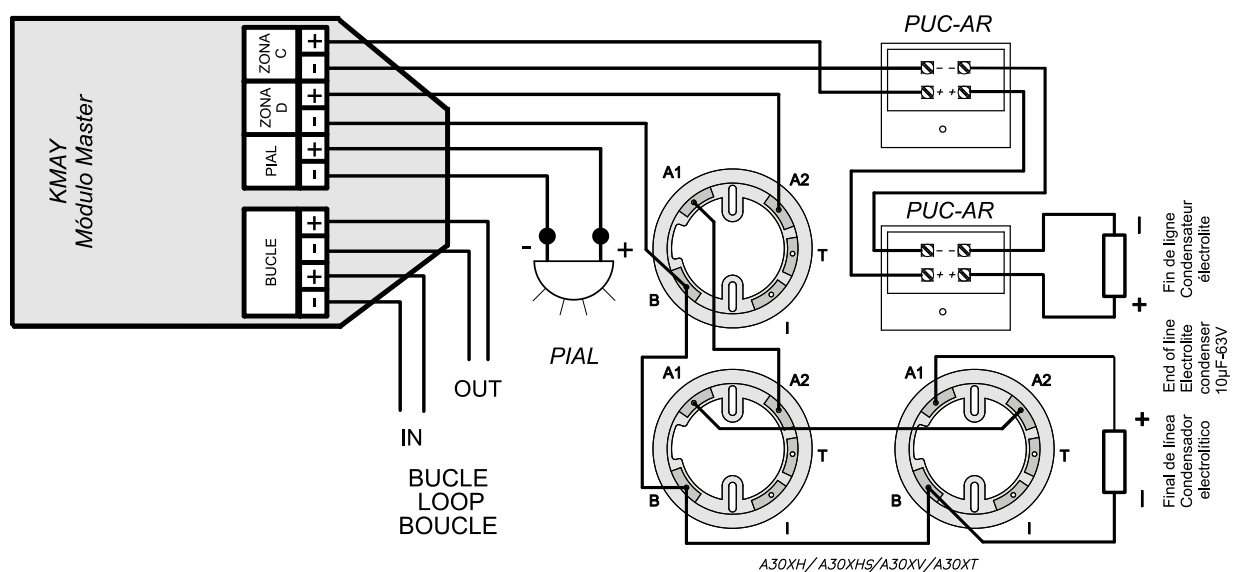 KMAY
Módulo Master
ZONA
C
+
-
ZONA
D
+
-
PIAL
+
-
BUCLE
+
-
+
-
IN
OUT
BUCLE
LOOP
BOUCLE
-
+
PIAL
PUC-AR
- -
+ +
PUC-AR
- -
+ +
A1
A2
T
B
I
A1
A2
T
B
I
A1
A2
T
B
I
-
+
Fin de ligne
Condensateur
électrolite
End of line
Electrolite
condenser
10µF-63V
+
-
Final de línea
Condensador
electrolítico
A30XH/ A30XHS/A30XV/A30XT